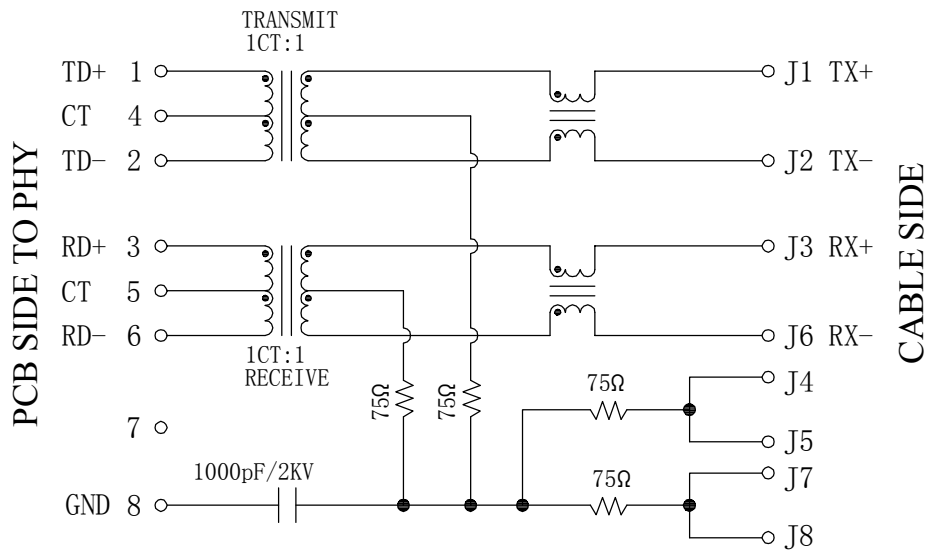 TRANSMIT
1CT:1
TD+ 1
J1 TX+
CT 4
TD- 2
J2 TX-
RD+ 3
J3 RX+
CT 5
RD- 6
J6 RX-
1CT:1
RECEIVE
PCB SIDE TO PHY
CABLE SIDE
75Ω
75Ω
75Ω
J4
J5
7
1000pF/2KV
75Ω
J7
GND 8
J8